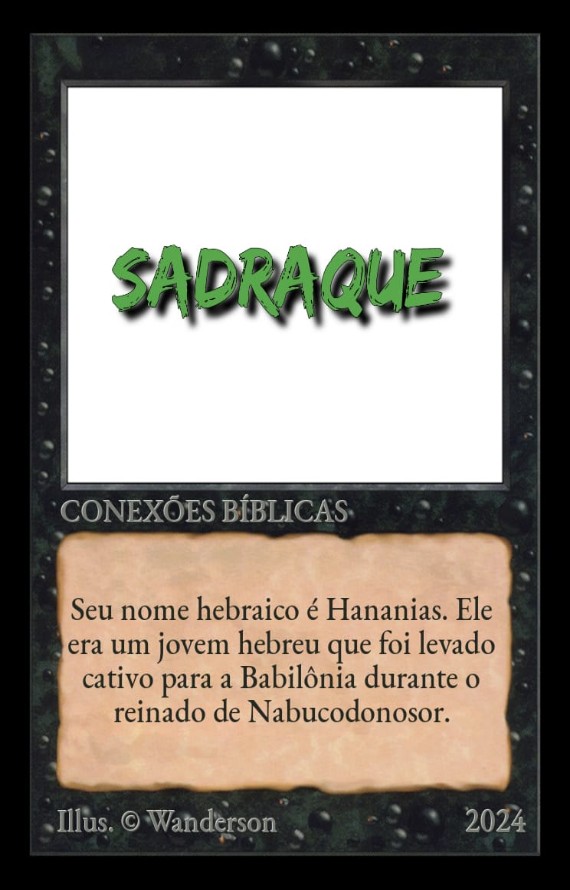 SADRAQUE
CONEXÕES BÍBLICAS
Seu nome hebraico é Hananias. Ele
era um jovem hebreu que foi levado
cativo para a Babilônia durante o
reinado de Nabucodonosor.
Illus. © Wanderson 2024